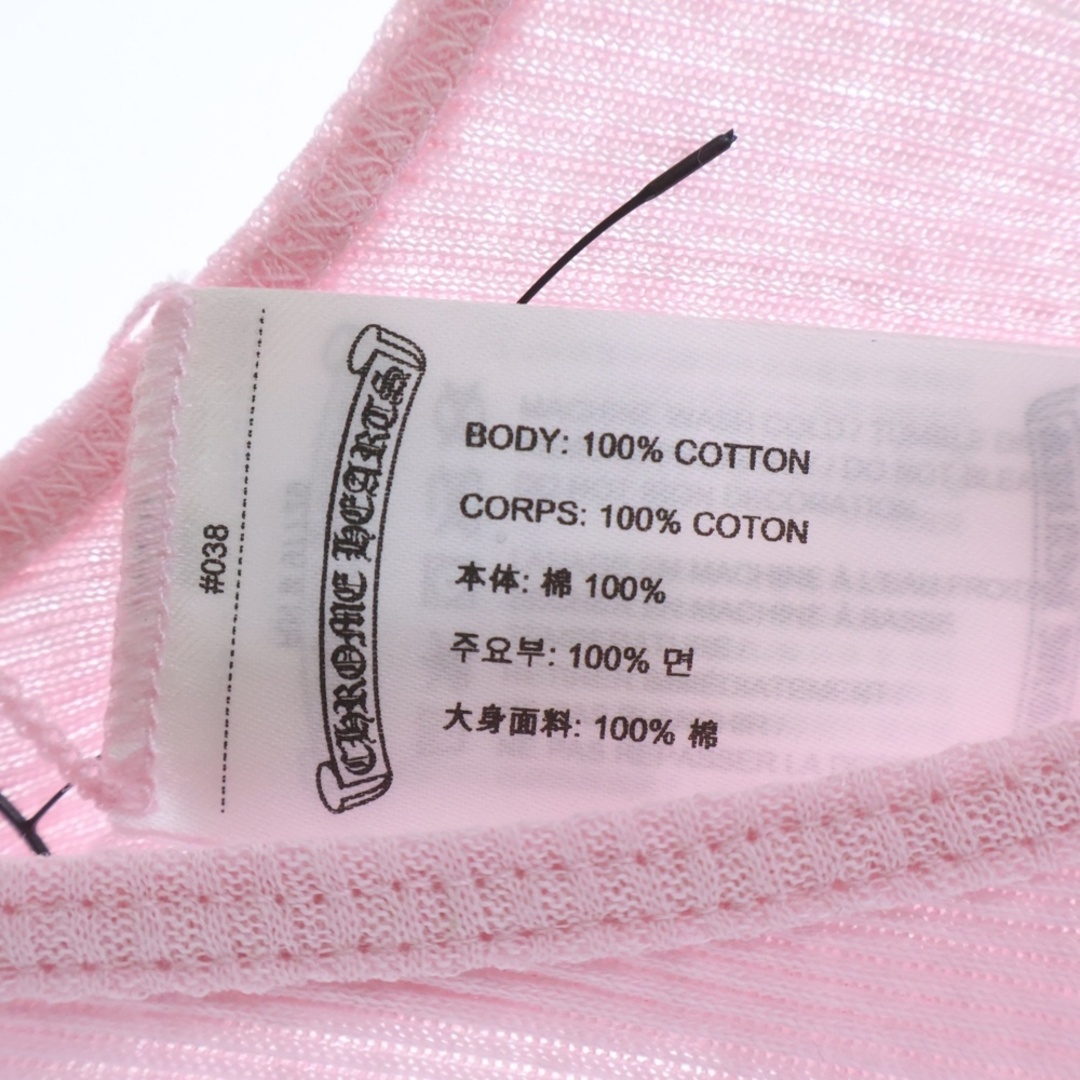 #038
CHROME HEARTS
BODY: 100% COTTON
CORPS: 100% COTON
本体: 棉 100%
주요부: 100% 면
大身面料: 100% 棉